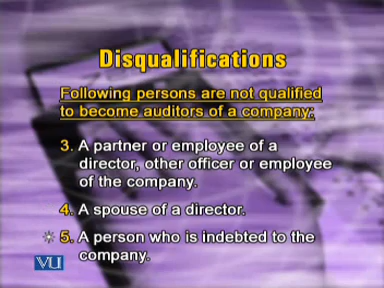 Disqualifications
Following persons are not qualified
to become auditors of a company:
3. A partner or employee of a
director, other officer or employee
of the company.
4. A spouse of a director.
5. A person who is indebted to the
company.
VU